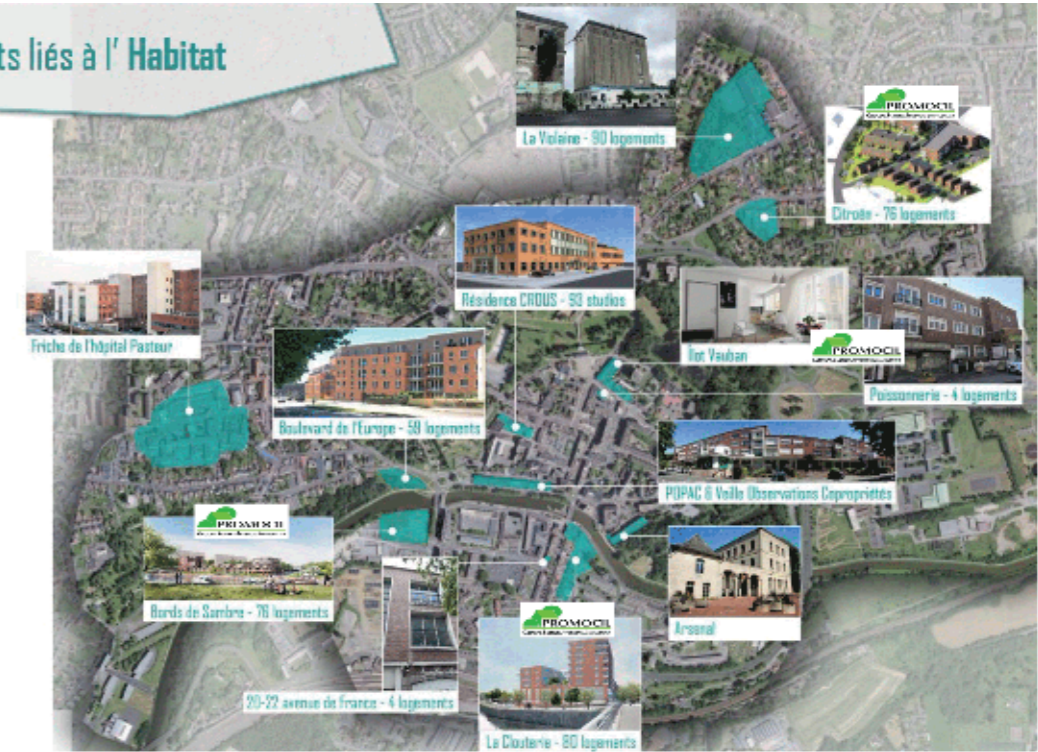 ts liés à l' Habitat
La Violaine - 90 logements
PROMOCIL
Citroën - 76 logements
Résidence CROUS - 93 studios
Friche de l'hôpital Pasteur
Ilot Vauban
PROMOCIL
Poissonnerie - 4 logements
Boulevard de l'Europe - 59 logements
POPAC & Veille Observations Copropriétés
PROMOCIL
Bords de Sambre - 76 logements
Arsenal
PROMOCIL
20-22 avenue de France - 4 logements
La Clouterie - 80 logements